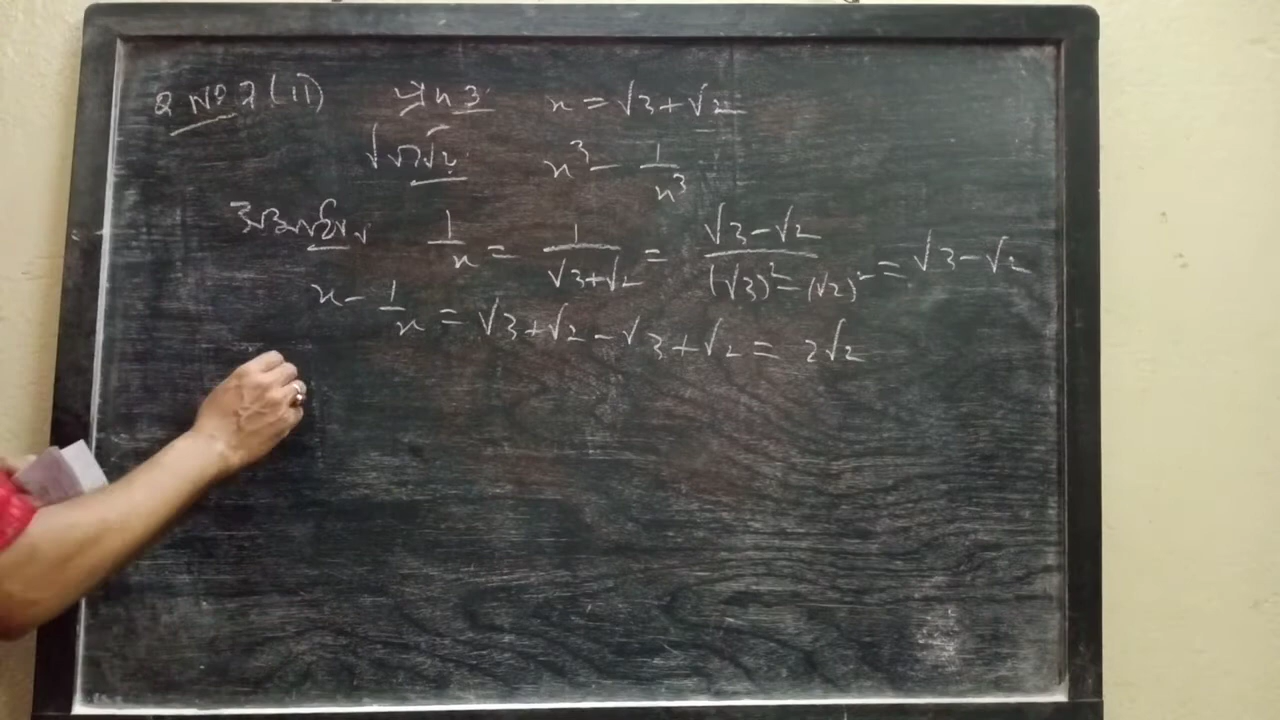 Q No 7 (ii) x = √3+√2
x³ - 1/x³
1/x = 1/(√3+√2) = (√3-√2)/((√3)²-(√2)²) = √3-√2
x - 1/x = √3+√2-√3+√2 = 2√2